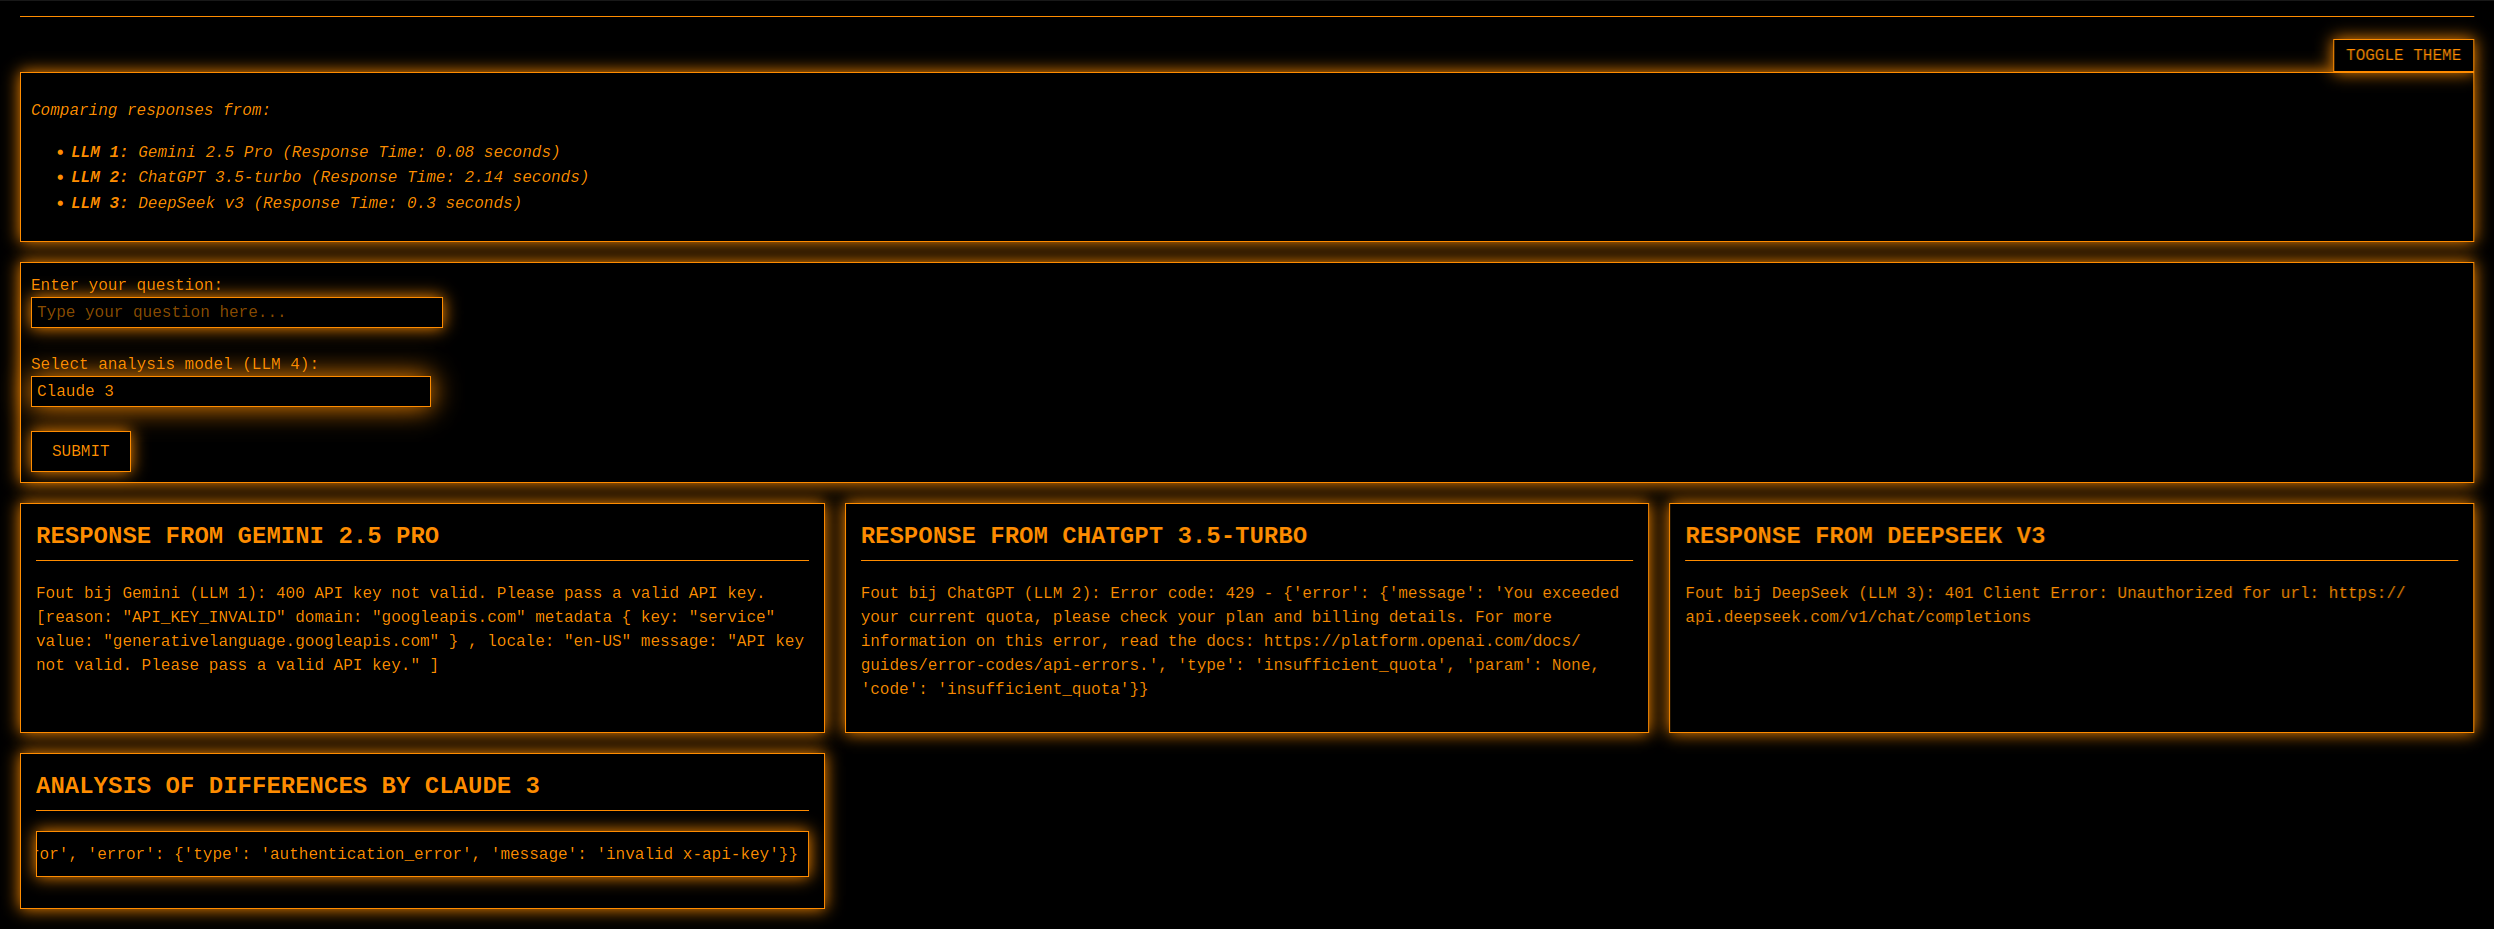 TOGGLE THEME
Comparing responses from:
• LLM 1: Gemini 2.5 Pro (Response Time: 0.08 seconds)
• LLM 2: ChatGPT 3.5-turbo (Response Time: 2.14 seconds)
• LLM 3: DeepSeek v3 (Response Time: 0.3 seconds)
Enter your question:
Type your question here...
Select analysis model (LLM 4):
Claude 3
SUBMIT
RESPONSE FROM GEMINI 2.5 PRO
Fout bij Gemini (LLM 1): 400 API key not valid. Please pass a valid API key.
[reason: "API_KEY_INVALID" domain: "googleapis.com" metadata { key: "service"
value: "generativelanguage.googleapis.com" } , locale: "en-US" message: "API key
not valid. Please pass a valid API key." ]
RESPONSE FROM CHATGPT 3.5-TURBO
Fout bij ChatGPT (LLM 2): Error code: 429 - {'error': {'message': 'You exceeded
your current quota, please check your plan and billing details. For more
information on this error, read the docs: https://platform.openai.com/docs/
guides/error-codes/api-errors.', 'type': 'insufficient_quota', 'param': None,
'code': 'insufficient_quota'}}
RESPONSE FROM DEEPSEEK V3
Fout bij DeepSeek (LLM 3): 401 Client Error: Unauthorized for url: https://
api.deepseek.com/v1/chat/completions
ANALYSIS OF DIFFERENCES BY CLAUDE 3
or', 'error': {'type': 'authentication_error', 'message': 'invalid x-api-key'}}